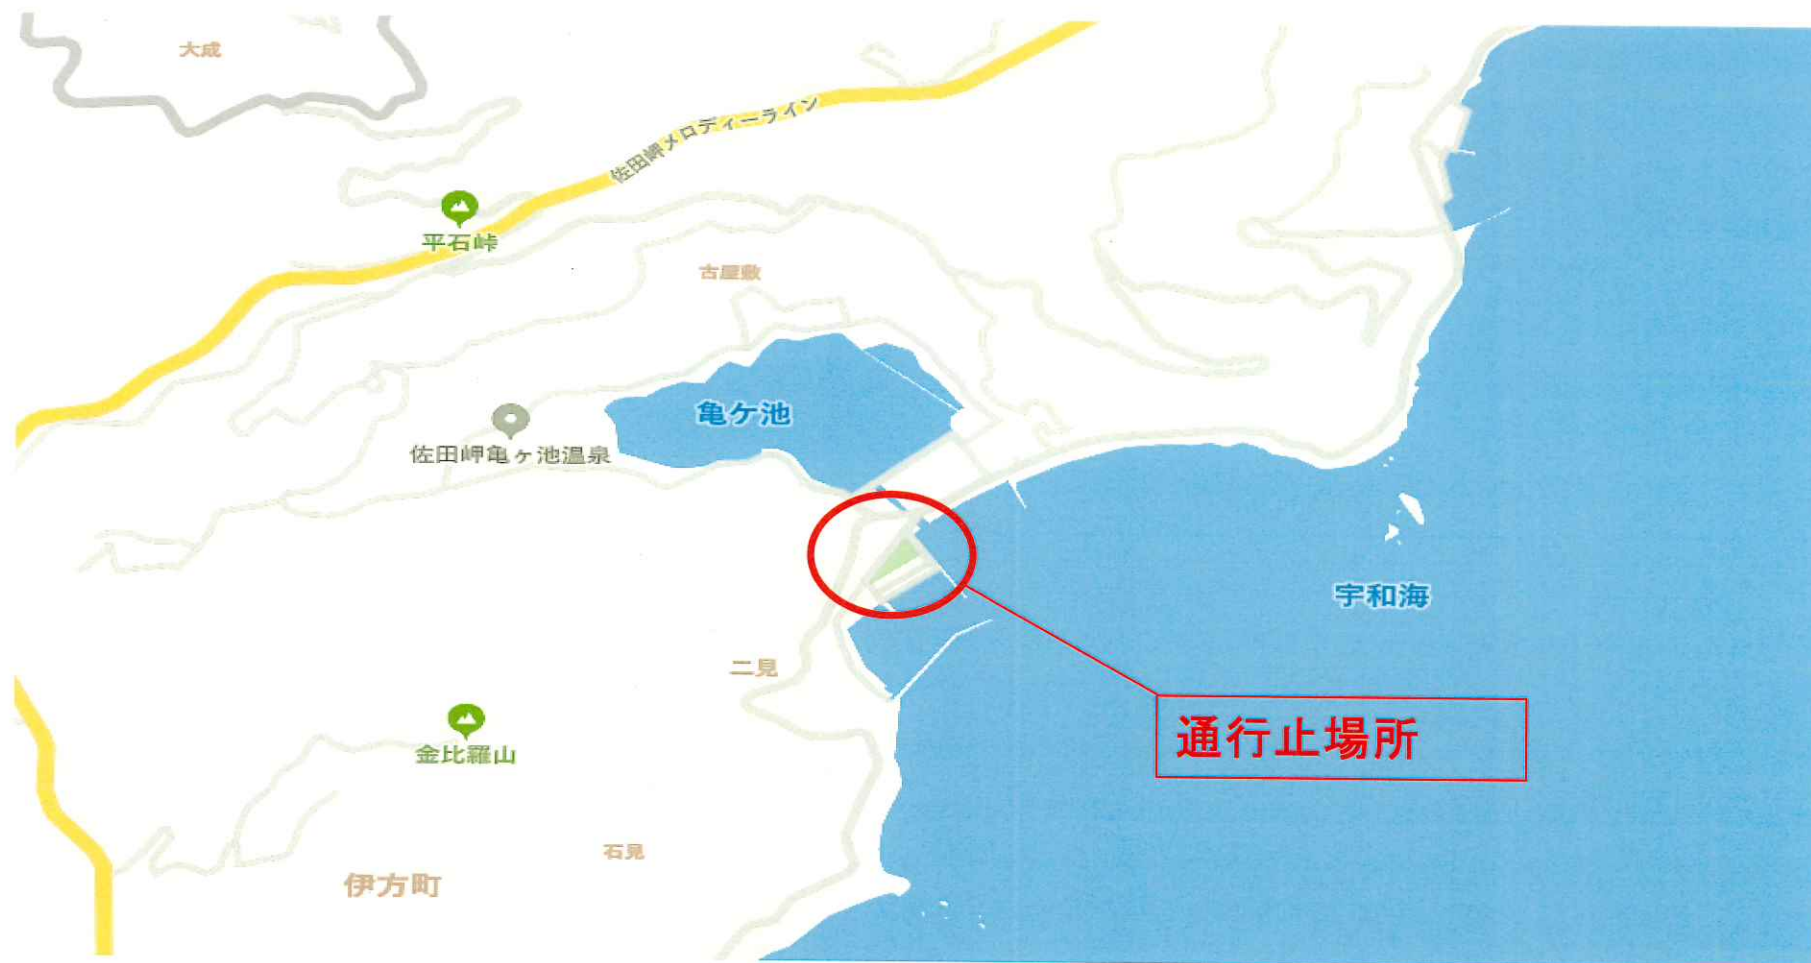 大成
佐田岬メロディーライン
平石峠
古屋敷
亀ケ池
佐田岬亀ヶ池温泉
宇和海
二見
通行止場所
金比羅山
石見
伊方町